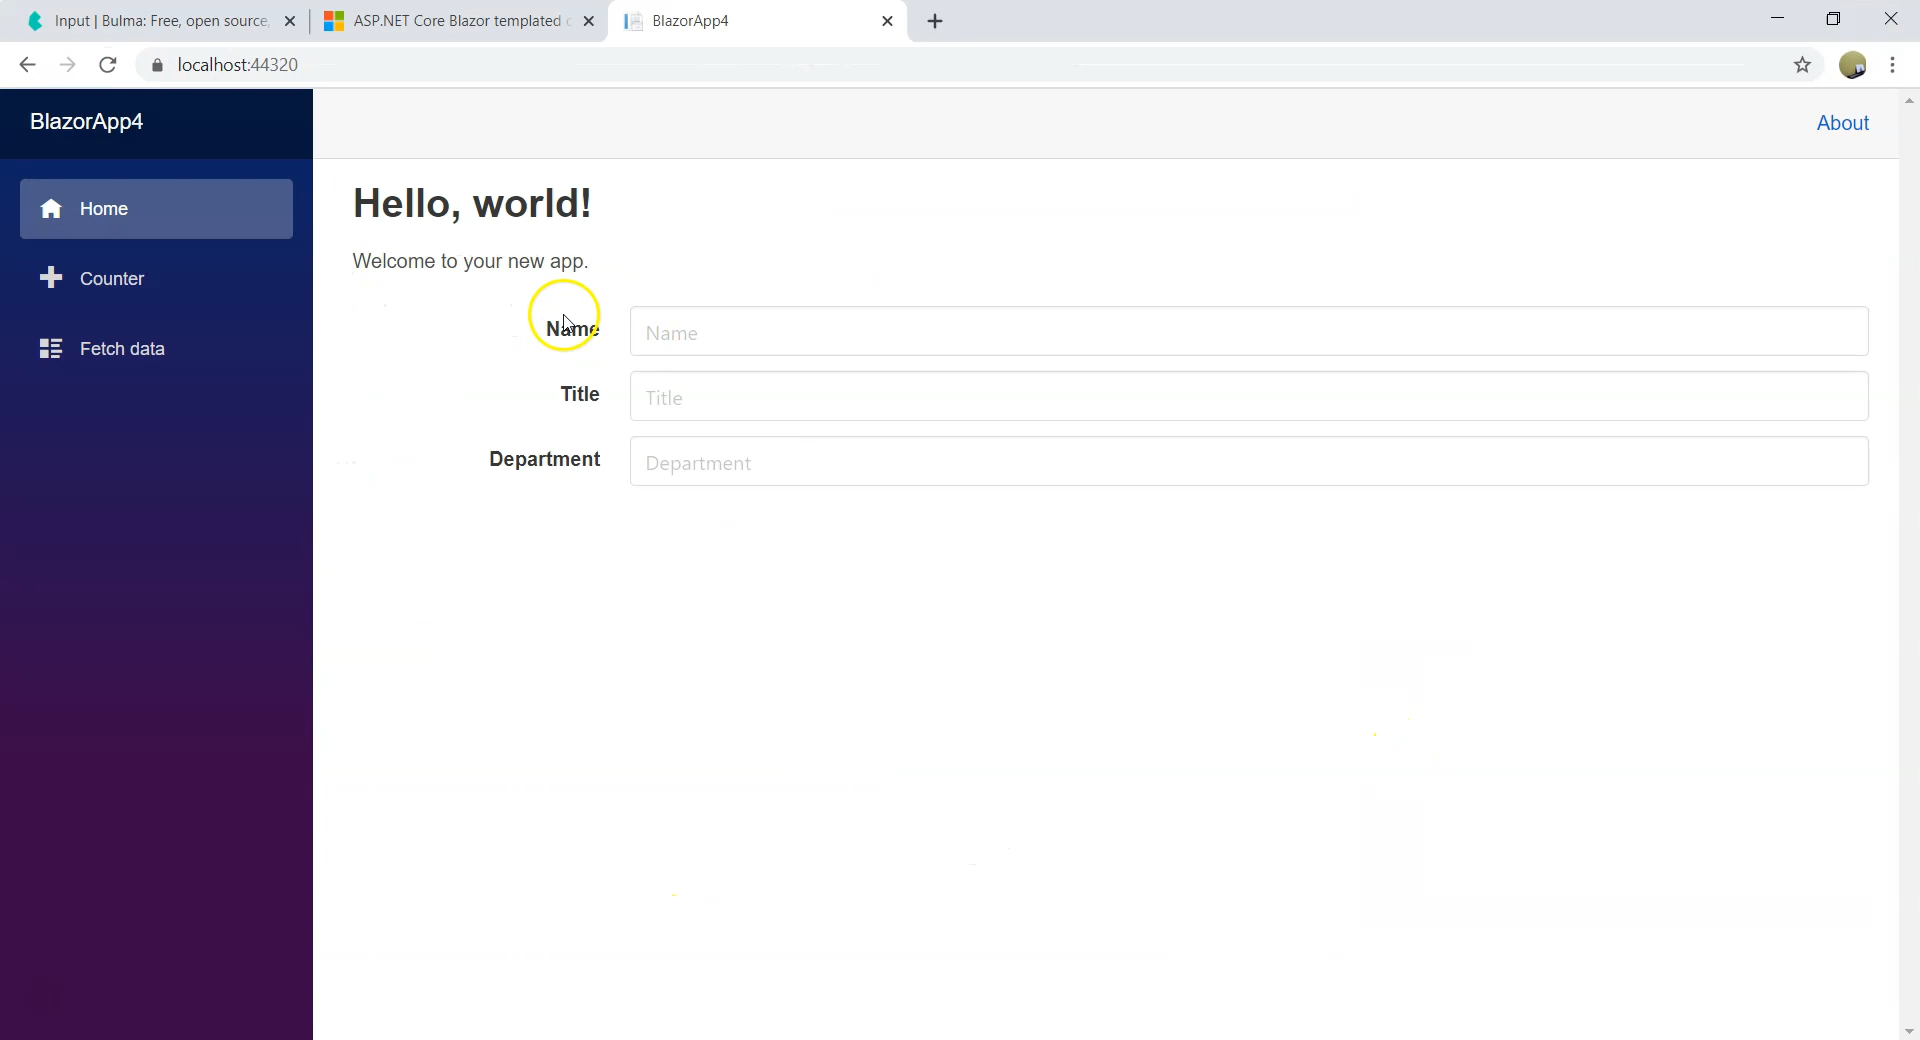 Input | Bulma: Free, open source,
ASP.NET Core Blazor templated
BlazorApp4
localhost:44320
BlazorApp4
About
Home
Counter
Fetch data
Hello, world!
Welcome to your new app.
Name Name
Title Title
Department Department